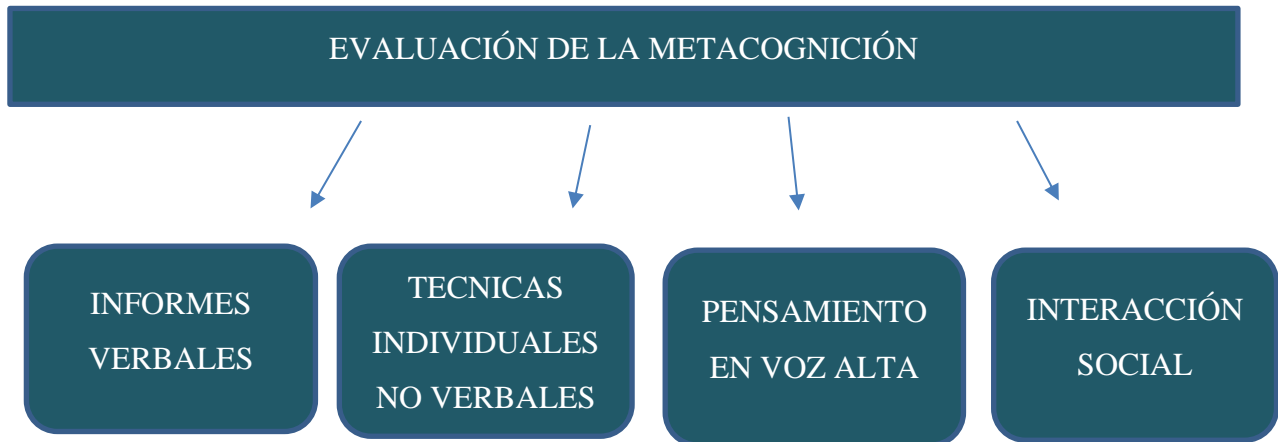 EVALUACIÓN DE LA METACOGNICIÓN
INFORMES
VERBALES
TECNICAS
INDIVIDUALES
NO VERBALES
PENSAMIENTO
EN VOZ ALTA
INTERACCIÓN
SOCIAL